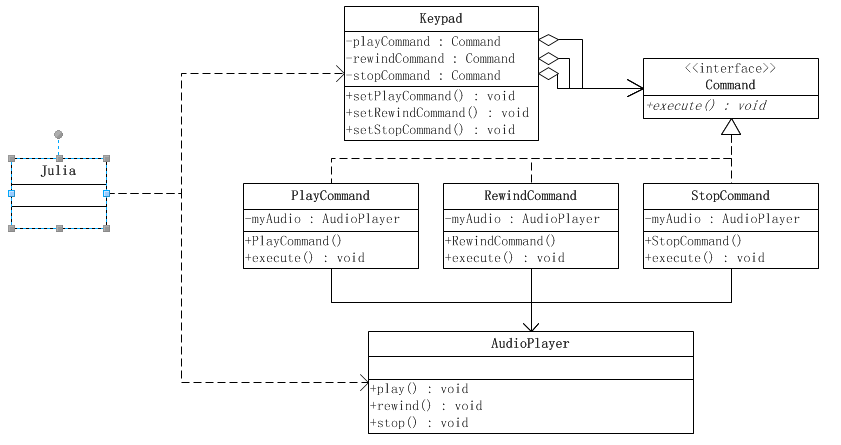 Keypad
-playCommand : Command
-rewindCommand : Command
-stopCommand : Command
+setPlayCommand() : void
+setRewindCommand() : void
+setStopCommand() : void
<<interface>>
Command
+execute() : void
Julia
PlayCommand
-myAudio : AudioPlayer
+PlayCommand()
+execute() : void
RewindCommand
-myAudio : AudioPlayer
+RewindCommand()
+execute() : void
StopCommand
-myAudio : AudioPlayer
+StopCommand()
+execute() : void
AudioPlayer
+play() : void
+rewind() : void
+stop() : void